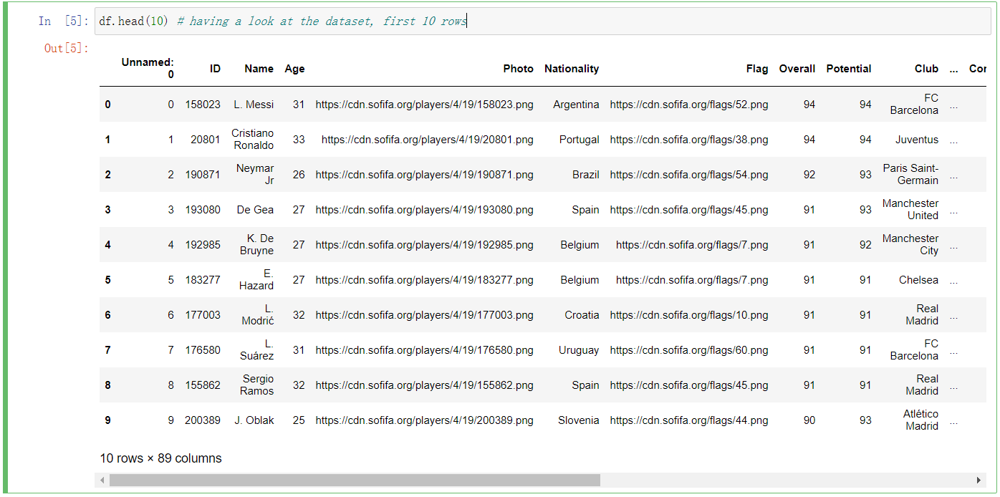 In [5]: df.head(10) # having a look at the dataset, first 10 rows
Out[5]:
Unnamed: 0 ID Name Age Photo Nationality Flag Overall Potential Club ... Cor
0 0 158023 L. Messi 31 https://cdn.sofifa.org/players/4/19/158023.png Argentina https://cdn.sofifa.org/flags/52.png 94 94 FC Barcelona ...
1 1 20801 Cristiano Ronaldo 33 https://cdn.sofifa.org/players/4/19/20801.png Portugal https://cdn.sofifa.org/flags/38.png 94 94 Juventus ...
2 2 190871 Neymar Jr 26 https://cdn.sofifa.org/players/4/19/190871.png Brazil https://cdn.sofifa.org/flags/54.png 92 93 Paris Saint-Germain ...
3 3 193080 De Gea 27 https://cdn.sofifa.org/players/4/19/193080.png Spain https://cdn.sofifa.org/flags/45.png 91 93 Manchester United ...
4 4 192985 K. De Bruyne 27 https://cdn.sofifa.org/players/4/19/192985.png Belgium https://cdn.sofifa.org/flags/7.png 91 92 Manchester City ...
5 5 183277 E. Hazard 27 https://cdn.sofifa.org/players/4/19/183277.png Belgium https://cdn.sofifa.org/flags/7.png 91 91 Chelsea ...
6 6 177003 L. Modrić 32 https://cdn.sofifa.org/players/4/19/177003.png Croatia https://cdn.sofifa.org/flags/10.png 91 91 Real Madrid ...
7 7 176580 L. Suárez 31 https://cdn.sofifa.org/players/4/19/176580.png Uruguay https://cdn.sofifa.org/flags/60.png 91 91 FC Barcelona ...
8 8 155862 Sergio Ramos 32 https://cdn.sofifa.org/players/4/19/155862.png Spain https://cdn.sofifa.org/flags/45.png 91 91 Real Madrid ...
9 9 200389 J. Oblak 25 https://cdn.sofifa.org/players/4/19/200389.png Slovenia https://cdn.sofifa.org/flags/44.png 90 93 Atlético Madrid ...
10 rows × 89 columns